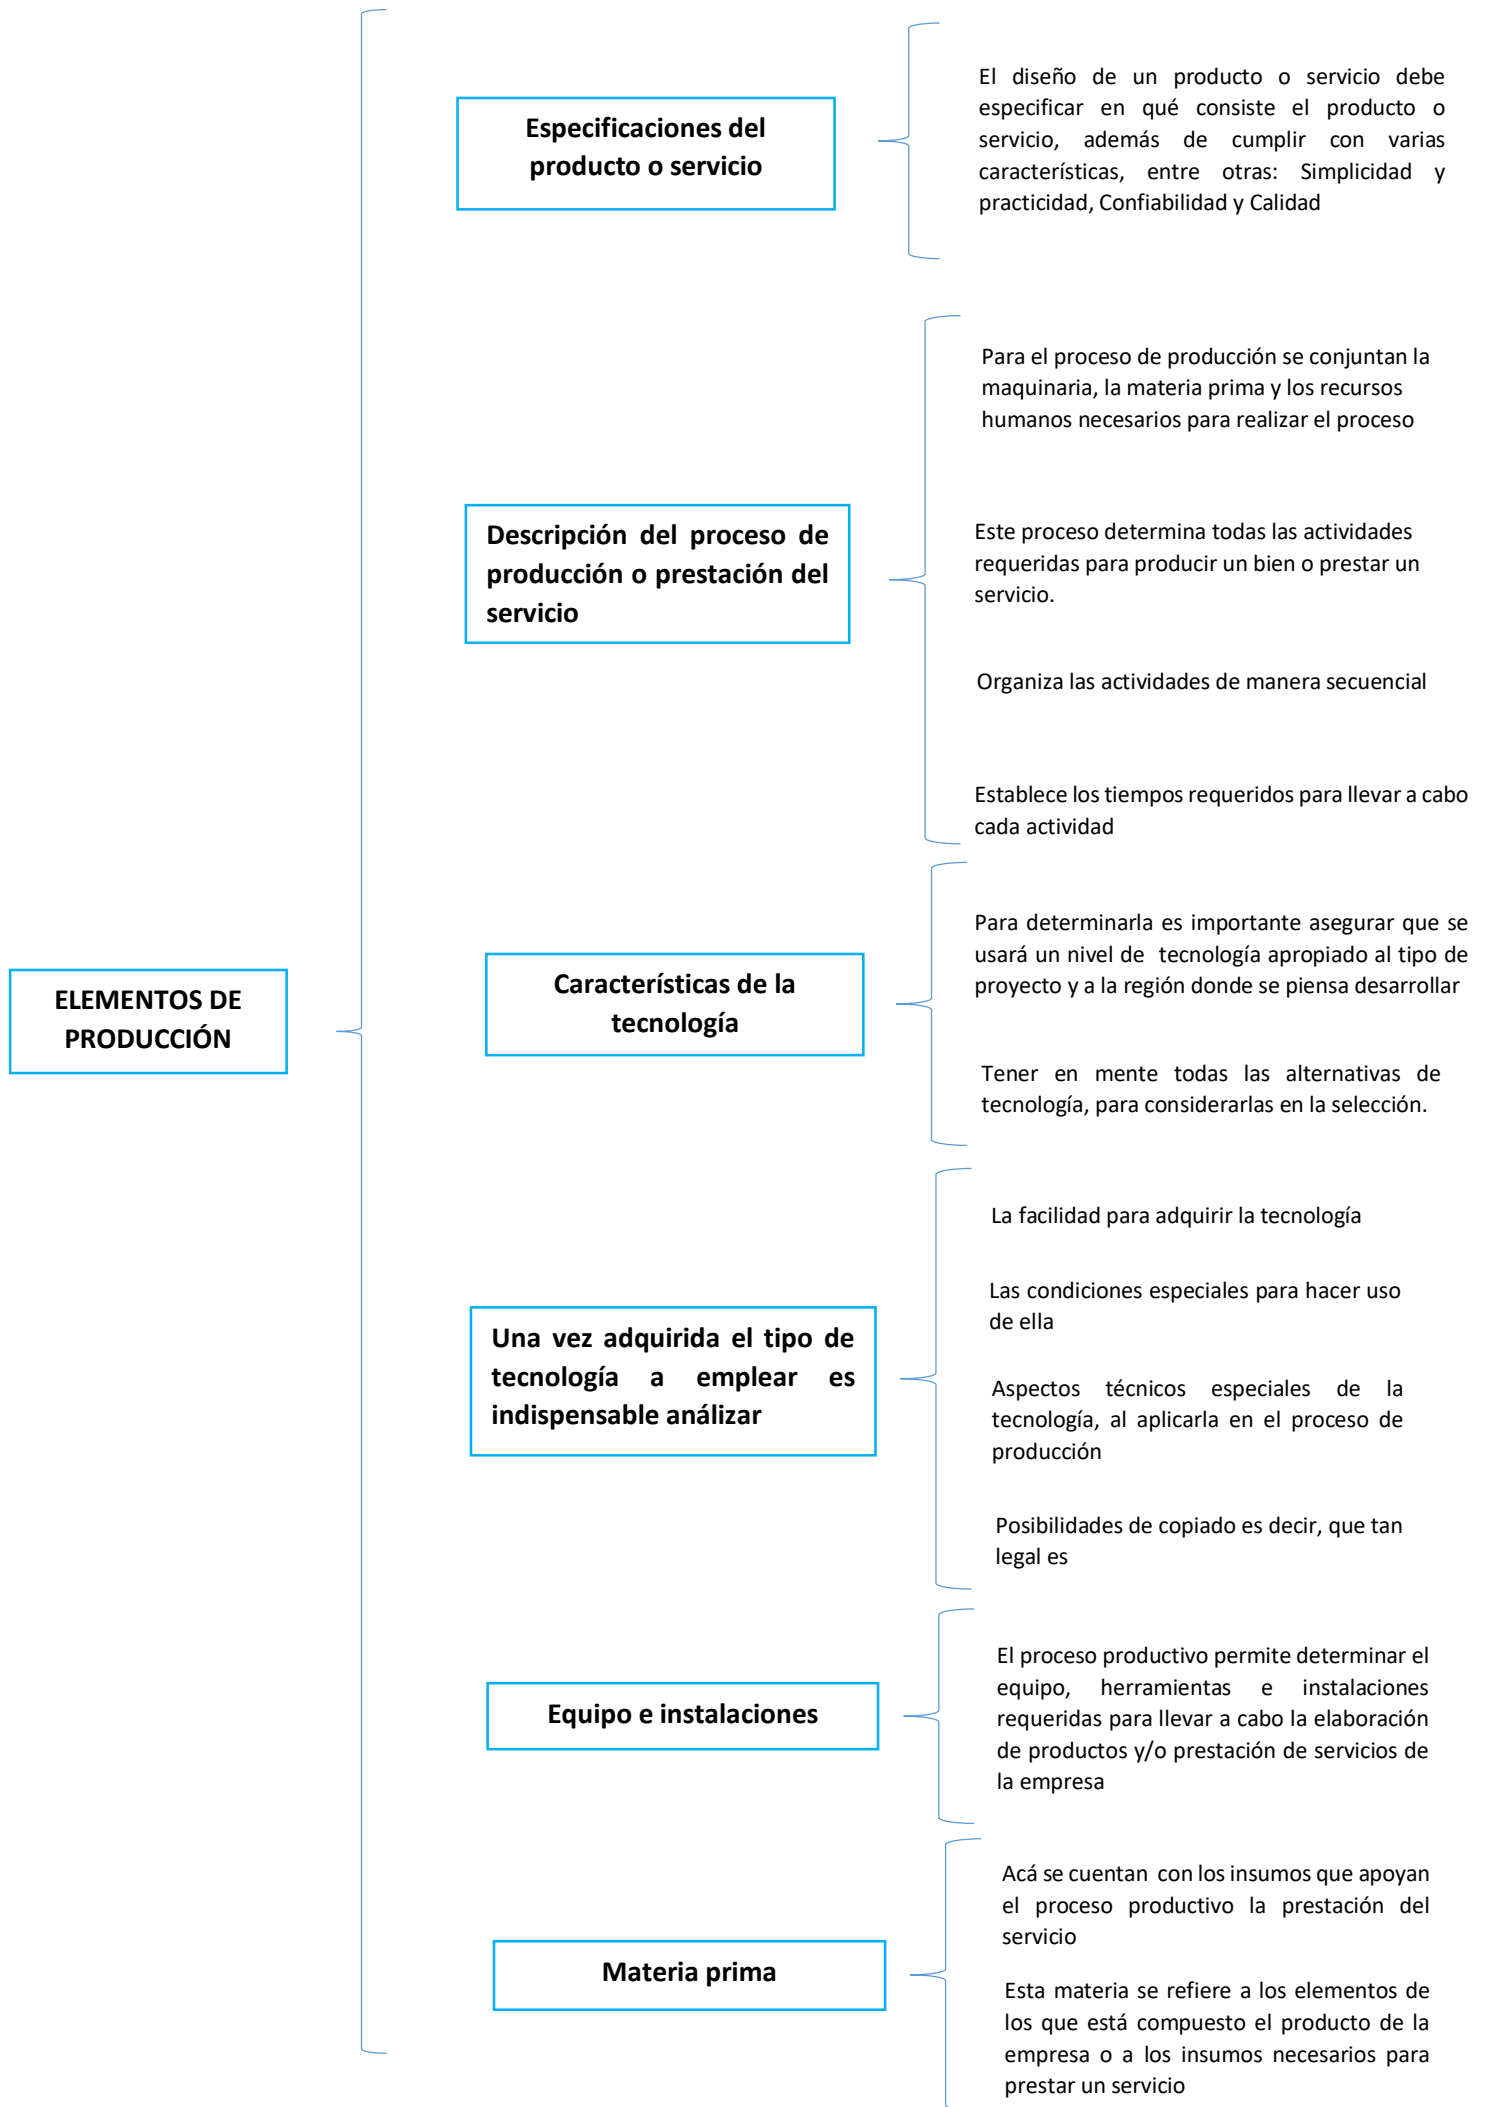 ELEMENTOS DE
PRODUCCIÓN
Especificaciones del
producto o servicio
El diseño de un producto o servicio debe
especificar en qué consiste el producto o
servicio, además de cumplir con varias
características, entre otras: Simplicidad y
practicidad, Confiabilidad y Calidad
Descripción del proceso de
producción o prestación del
servicio
Para el proceso de producción se conjuntan la
maquinaria, la materia prima y los recursos
humanos necesarios para realizar el proceso
Este proceso determina todas las actividades
requeridas para producir un bien o prestar un
servicio.
Organiza las actividades de manera secuencial
Establece los tiempos requeridos para llevar a cabo
cada actividad
Características de la
tecnología
Para determinarla es importante asegurar que se
usará un nivel de tecnología apropiado al tipo de
proyecto y a la región donde se piensa desarrollar
Tener en mente todas las alternativas de
tecnología, para considerarlas en la selección.
Una vez adquirida el tipo de
tecnología a emplear es
indispensable análizar
La facilidad para adquirir la tecnología
Las condiciones especiales para hacer uso
de ella
Aspectos técnicos especiales de la
tecnología, al aplicarla en el proceso de
producción
Posibilidades de copiado es decir, que tan
legal es
Equipo e instalaciones
El proceso productivo permite determinar el
equipo, herramientas e instalaciones
requeridas para llevar a cabo la elaboración
de productos y/o prestación de servicios de
la empresa
Materia prima
Acá se cuentan con los insumos que apoyan
el proceso productivo la prestación del
servicio
Esta materia se refiere a los elementos de
los que está compuesto el producto de la
empresa o a los insumos necesarios para
prestar un servicio